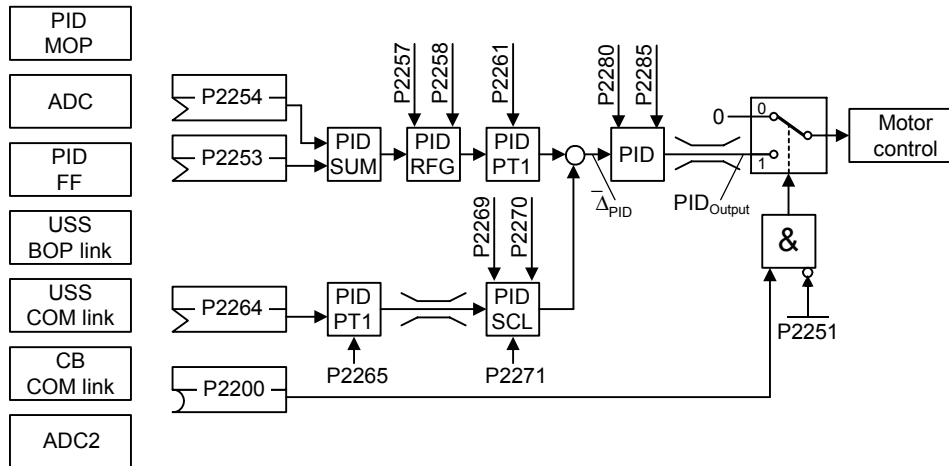 PID
MOP
ADC
PID
FF
USS
BOP link
USS
COM link
CB
COM link
ADC2
P2254
P2253
P2264
P2200
PID
SUM
P2257
P2258
PID
RFG
P2261
PID
PT1
Δ PID
P2280
P2285
PID
PID Output
0
0
1
Motor
control
&
P2251
PID
PT1
P2265
P2269
P2270
PID
SCL
P2271